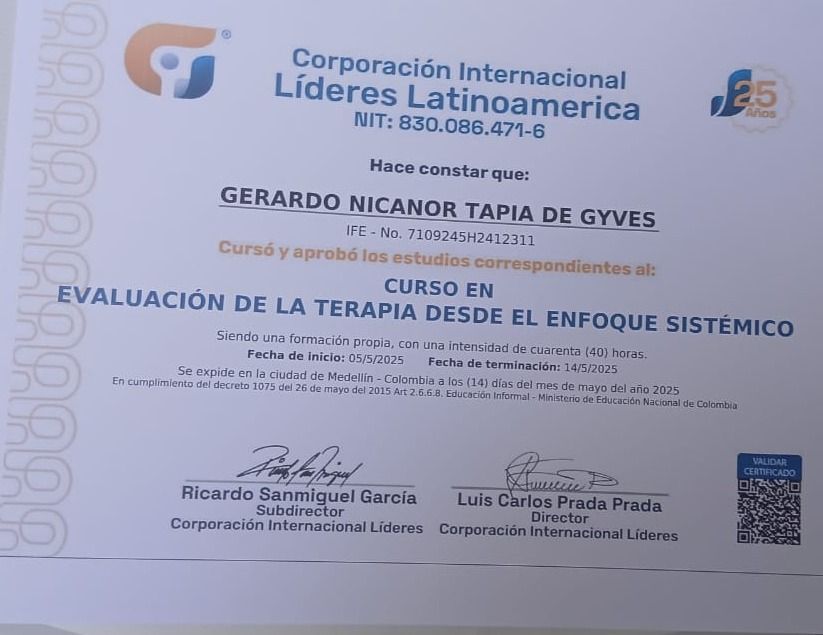 Corporación Internacional
Líderes Latinoamerica
NIT: 830.086.471-6
25
Años
Hace constar que:
GERARDO NICANOR TAPIA DE GYVES
IFE - No. 7109245H2412311
Cursó y aprobó los estudios correspondientes al:
CURSO EN
EVALUACIÓN DE LA TERAPIA DESDE EL ENFOQUE SISTÉMICO
Siendo una formación propia, con una intensidad de cuarenta (40) horas.
Fecha de inicio: 05/5/2025 Fecha de terminación: 14/5/2025
Se expide en la ciudad de Medellín - Colombia a los (14) días del mes de mayo del año 2025
En cumplimiento del decreto 1075 del 26 de mayo del 2015 Art 2.6.6.8. Educación Informal - Ministerio de Educación Nacional de Colombia
VALIDAR
CERTIFICADO
Ricardo Sanmiguel García
Subdirector
Corporación Internacional Líderes
Luis Carlos Prada Prada
Director
Corporación Internacional Líderes